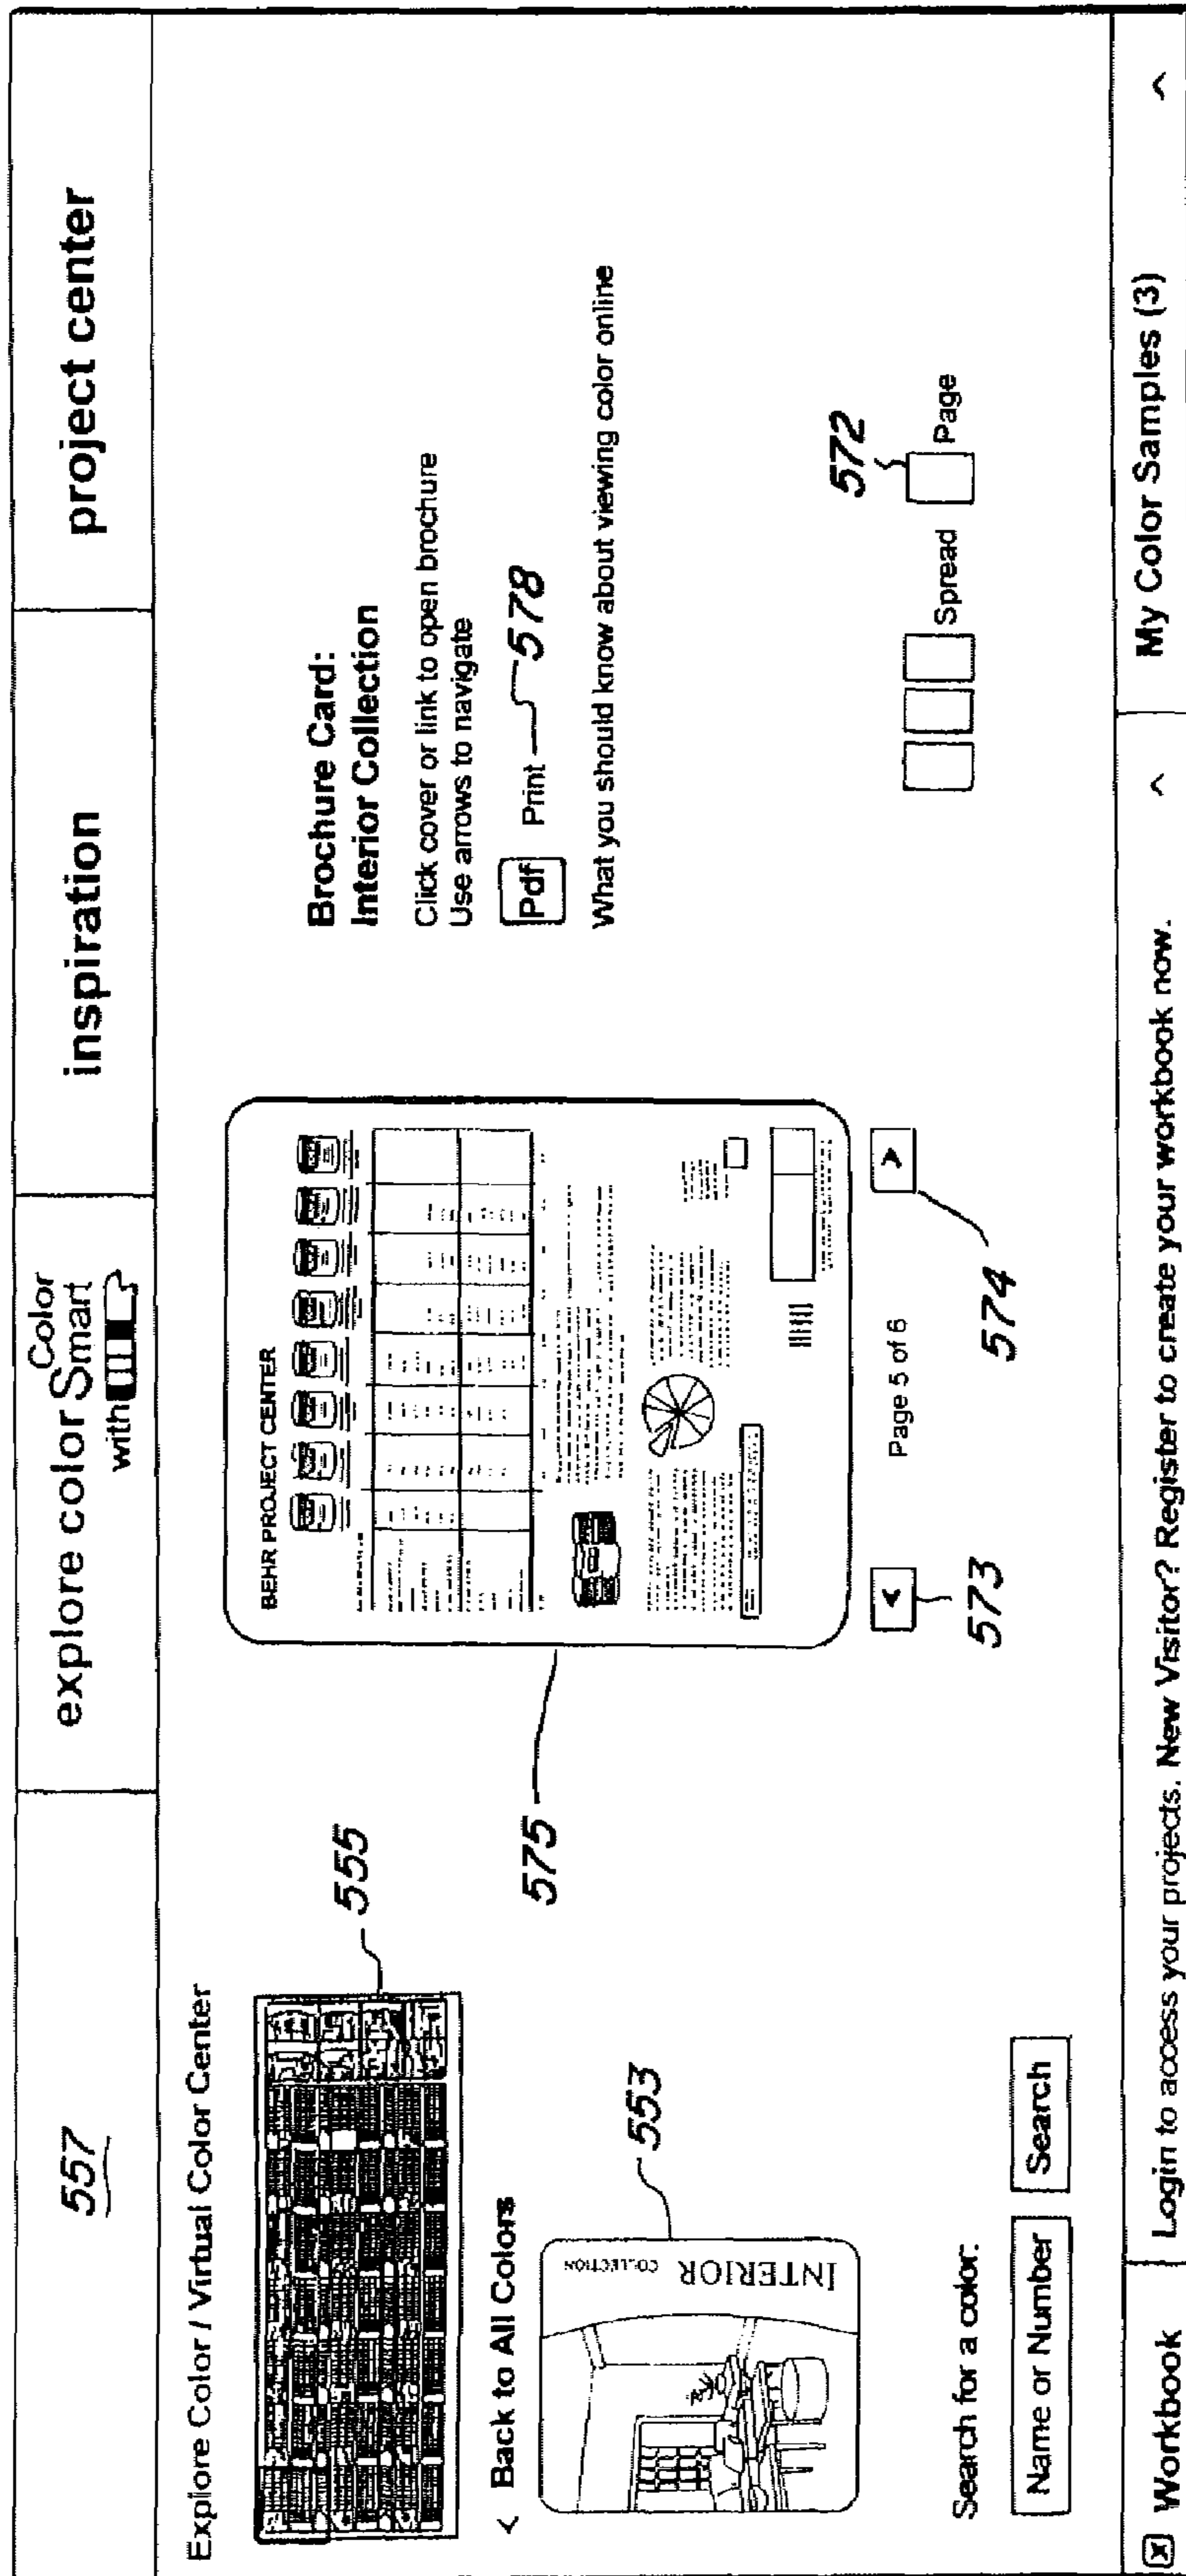 557
explore color
Color
Smart
with
inspiration
project center
Explore Color / Virtual Color Center
555
< Back to All Colors
553
INTERIOR
COLLECTION
Search for a color:
Name or Number
Search
575
BEHR PROJECT CENTER
<
Page 5 of 6
>
573
574
Brochure Card:
Interior Collection
Click cover or link to open brochure
Use arrows to navigate
Pdf Print 578
What you should know about viewing color online
572
Spread
Page
x Workbook
Login to access your projects. New Visitor? Register to create your workbook now. ^
My Color Samples (3) ^